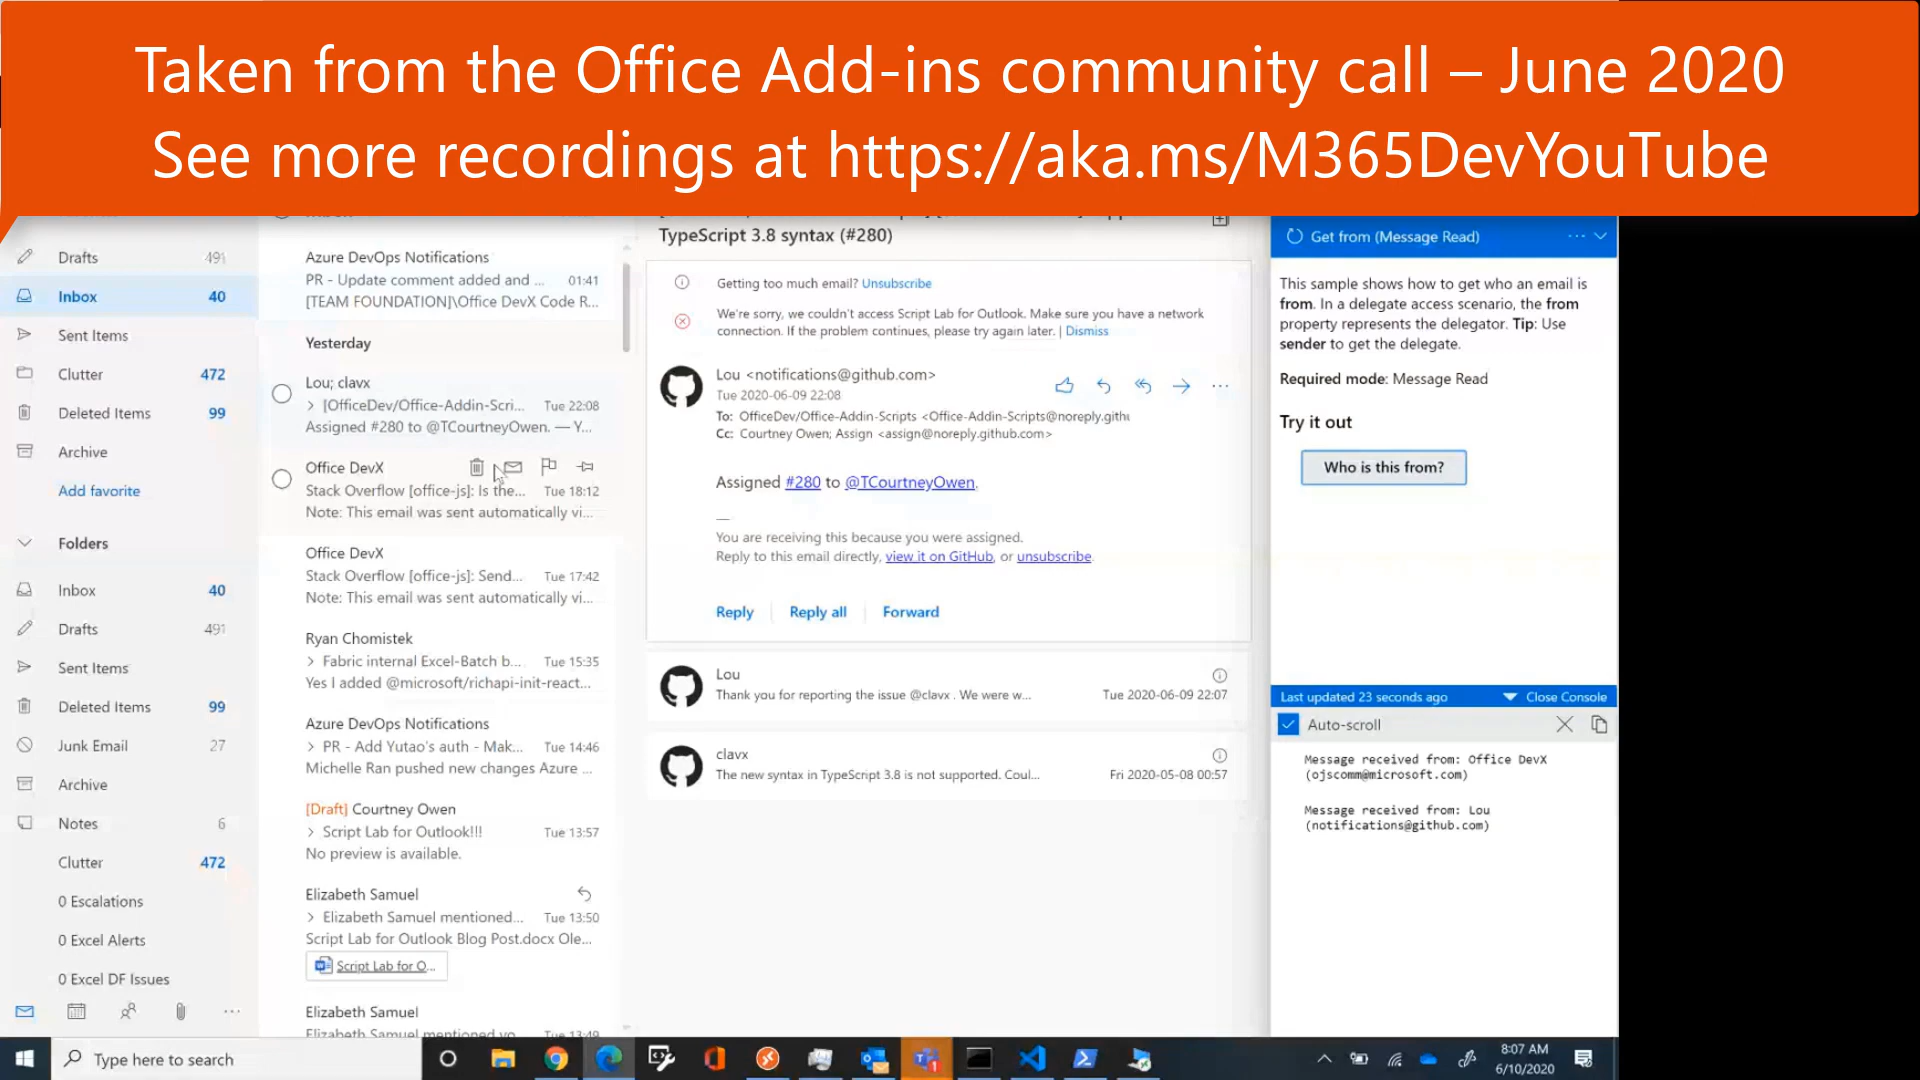 Taken from the Office Add-ins community call – June 2020
See more recordings at https://aka.ms/M365DevYouTube
Drafts 491
Inbox 40
Sent Items
Clutter 472
Deleted Items 99
Archive
Add favorite
Folders
Inbox 40
Drafts 491
Sent Items
Deleted Items 99
Junk Email 27
Archive
Notes 6
Clutter 472
0 Escalations
0 Excel Alerts
0 Excel DF Issues
Azure DevOps Notifications
PR - Update comment added and ... 01:41
[TEAM FOUNDATION]\Office DevX Code R...
Yesterday
Lou; clavx
> [OfficeDev/Office-Addin-Scri... Tue 22:08
Assigned #280 to @TCourtneyOwen. — Y...
Office DevX
Stack Overflow [office-js]: Is the... Tue 18:12
Note: This email was sent automatically vi...
Office DevX
Stack Overflow [office-js]: Send... Tue 17:42
Note: This email was sent automatically vi...
Ryan Chomistek
> Fabric internal Excel-Batch b... Tue 15:35
Yes I added @microsoft/richapi-init-react...
Azure DevOps Notifications
> PR - Add Yutao's auth - Mak... Tue 14:46
Michelle Ran pushed new changes Azure ...
[Draft] Courtney Owen
> Script Lab for Outlook!!! Tue 13:57
No preview is available.
Elizabeth Samuel
> Elizabeth Samuel mentioned... Tue 13:50
Script Lab for Outlook Blog Post.docx Ole...
Script Lab for O...
Elizabeth Samuel
Elizabeth Samuel mentioned yo... Tue 13:49
TypeScript 3.8 syntax (#280)
Getting too much email? Unsubscribe
We're sorry, we couldn't access Script Lab for Outlook. Make sure you have a network
connection. If the problem continues, please try again later. | Dismiss
Lou <notifications@github.com>
Tue 2020-06-09 22:08
To: OfficeDev/Office-Addin-Scripts <Office-Addin-Scripts@noreply.githu
Cc: Courtney Owen; Assign <assign@noreply.github.com>
Assigned #280 to @TCourtneyOwen.
—
You are receiving this because you were assigned.
Reply to this email directly, view it on GitHub, or unsubscribe.
Reply Reply all Forward
Lou
Thank you for reporting the issue @clavx . We were w... Tue 2020-06-09 22:07
clavx
The new syntax in TypeScript 3.8 is not supported. Coul... Fri 2020-05-08 00:57
Get from (Message Read)
This sample shows how to get who an email is
from. In a delegate access scenario, the from
property represents the delegator. Tip: Use
sender to get the delegate.
Required mode: Message Read
Try it out
Who is this from?
Last updated 23 seconds ago Close Console
Auto-scroll
Message received from: Office DevX
(ojscomm@microsoft.com)
Message received from: Lou
(notifications@github.com)
Type here to search
8:07 AM
6/10/2020